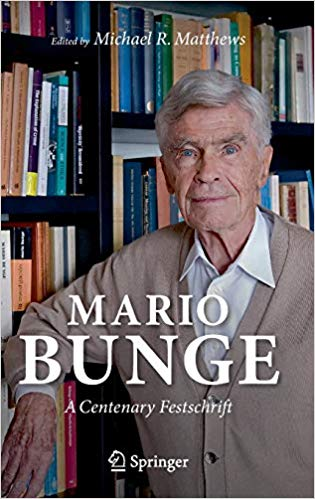 Edited by Michael R. Matthews
MARIO
BUNGE
A Centenary Festschrift
Springer